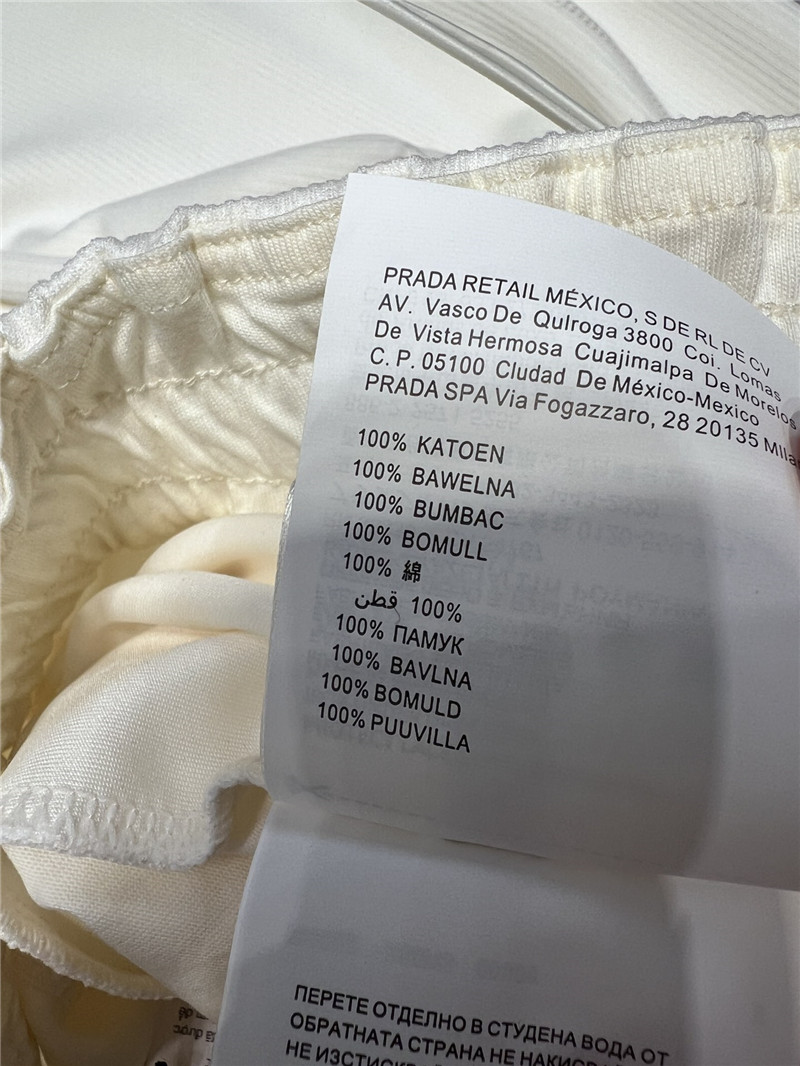 PRADA RETAIL MÉXICO, S DE RL DE CV
AV. Vasco De Qulroga 3800 Coi. Lomas
De Vista Hermosa Cuajimalpa De Morelos
C. P. 05100 Cludad De México-Mexico
PRADA SPA Via Fogazzaro, 28 20135 Mila
100% KATOEN
100% BAWELNA
100% BUMBAC
100% BOMULL
100% 綿
100% قطن
100% ПАМУК
100% BAVLNA
100% BOMULD
100% PUUVILLA
ПЕРЕТЕ ОТДЕЛНО В СТУДЕНА ВОДА ОТ
ОБРАТНАТА СТРАНА НЕ НАКИСВА
НЕ ИЗСТИСК